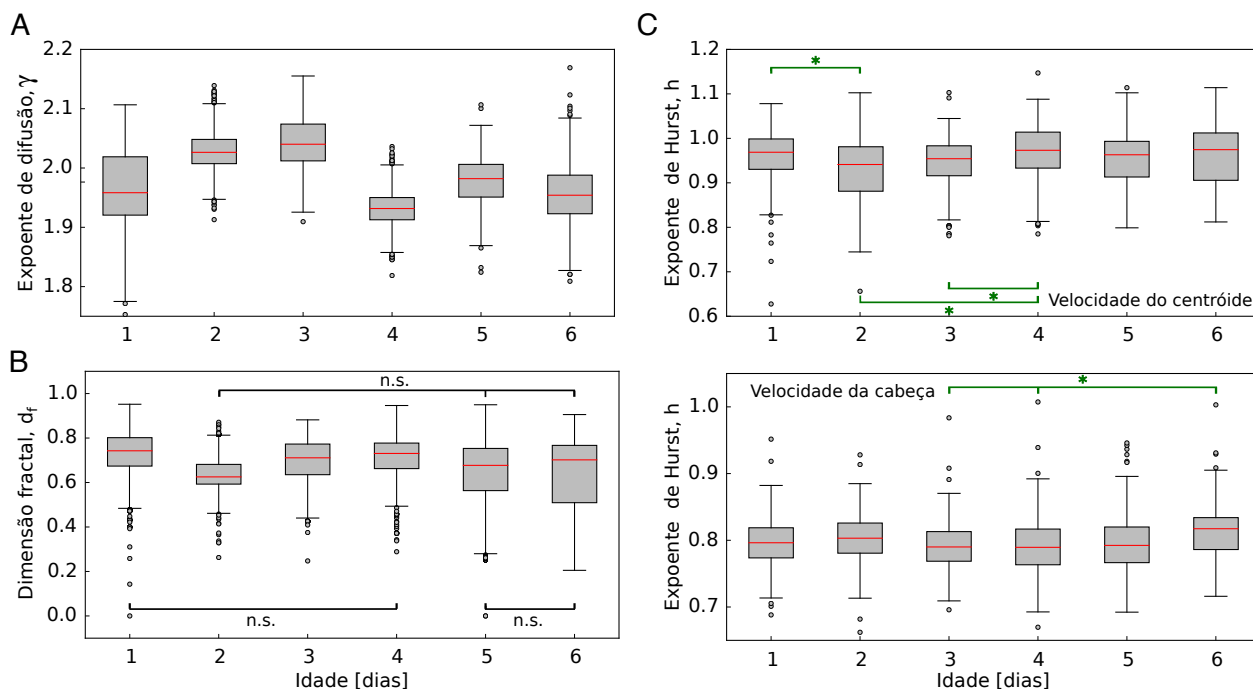 A
Expoente de difusão, γ
2.2
2.1
2.0
1.9
1.8
1 2 3 4 5 6
B
Dimensão fractal, d_f
1.0
0.8
0.6
0.4
0.2
0.0
n.s.
n.s.
n.s.
1 2 3 4 5 6
Idade [dias]
C
Expoente de Hurst, h
1.2
1.1
1.0
0.9
0.8
0.7
0.6
*
*
*
Velocidade do centróide
1 2 3 4 5 6
Velocidade da cabeça
*
Expoente de Hurst, h
1.0
0.9
0.8
0.7
1 2 3 4 5 6
Idade [dias]